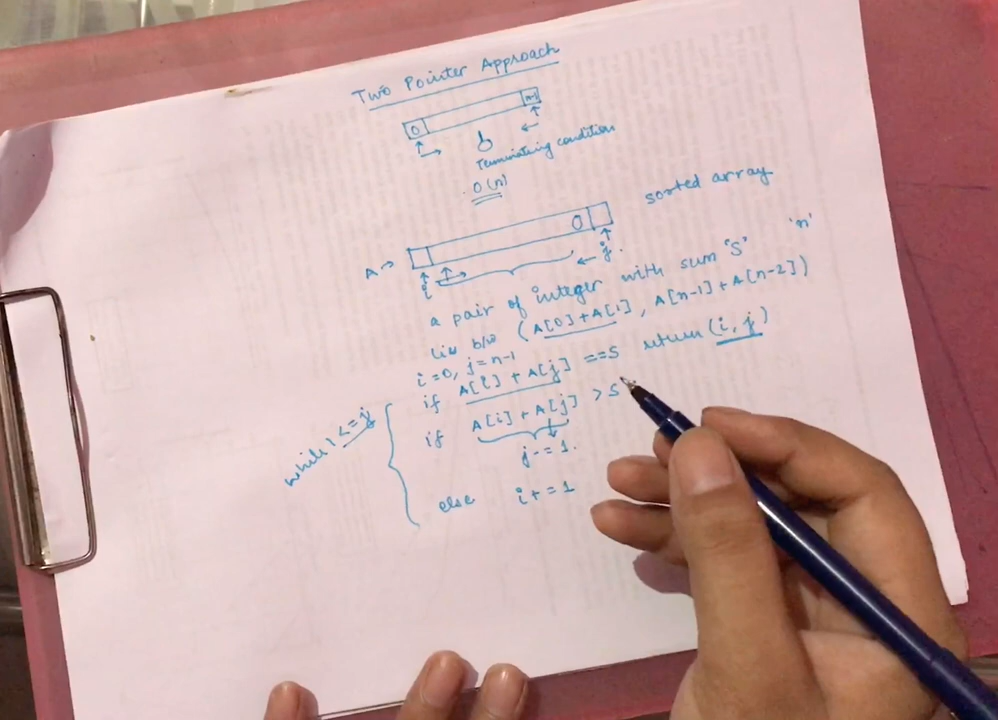 Two Pointer Approach
0 n-1
Terminating condition
O(n)
sorted array
A → 0
i j
a pair of integer with sum 'S' 'n'
lies b/w (A[0]+A[1], A[n-1]+A[n-2])
i=0, j=n-1
while i<=j
if A[i] + A[j] ==S return (i, j)
if A[i] + A[j] >S
j-=1.
else i+=1